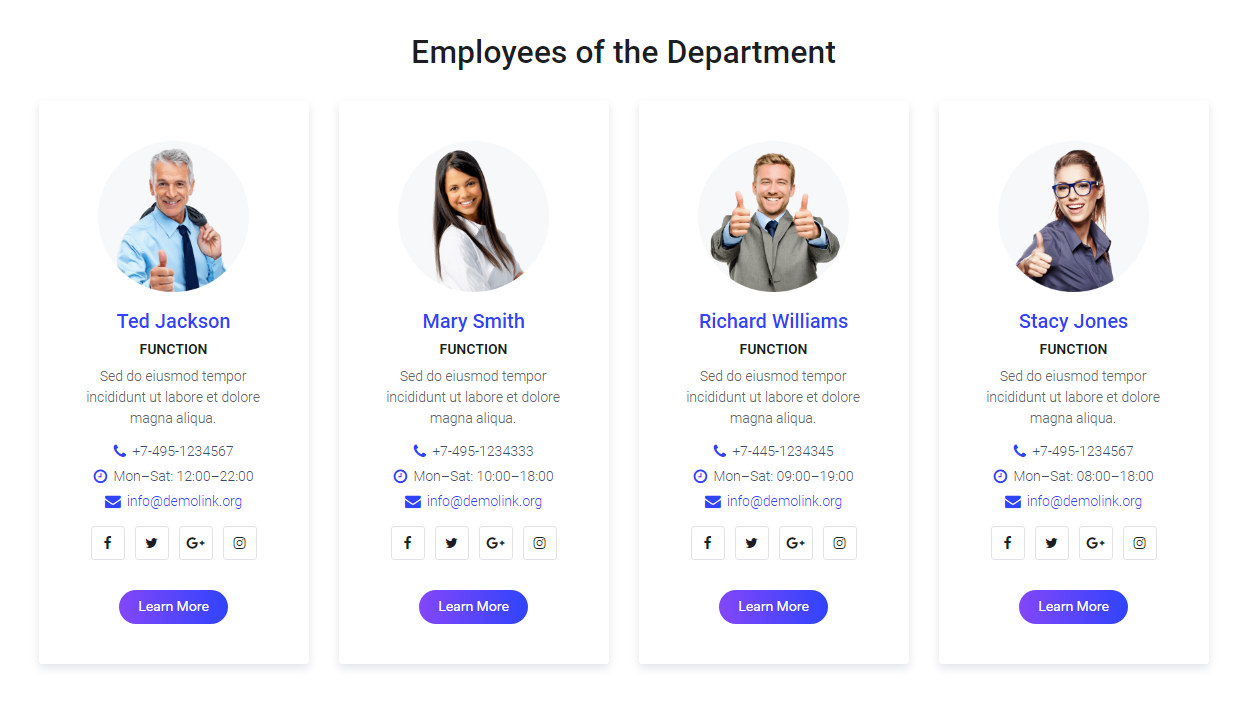 Employees of the Department
Ted Jackson
FUNCTION
Sed do eiusmod tempor
incididunt ut labore et dolore
magna aliqua.
+7-495-1234567
Mon–Sat: 12:00–22:00
info@demolink.org
G+
Learn More
Mary Smith
FUNCTION
Sed do eiusmod tempor
incididunt ut labore et dolore
magna aliqua.
+7-495-1234333
Mon–Sat: 10:00–18:00
info@demolink.org
G+
Learn More
Richard Williams
FUNCTION
Sed do eiusmod tempor
incididunt ut labore et dolore
magna aliqua.
+7-445-1234345
Mon–Sat: 09:00–19:00
info@demolink.org
G+
Learn More
Stacy Jones
FUNCTION
Sed do eiusmod tempor
incididunt ut labore et dolore
magna aliqua.
+7-495-1234567
Mon–Sat: 08:00–18:00
info@demolink.org
G+
Learn More